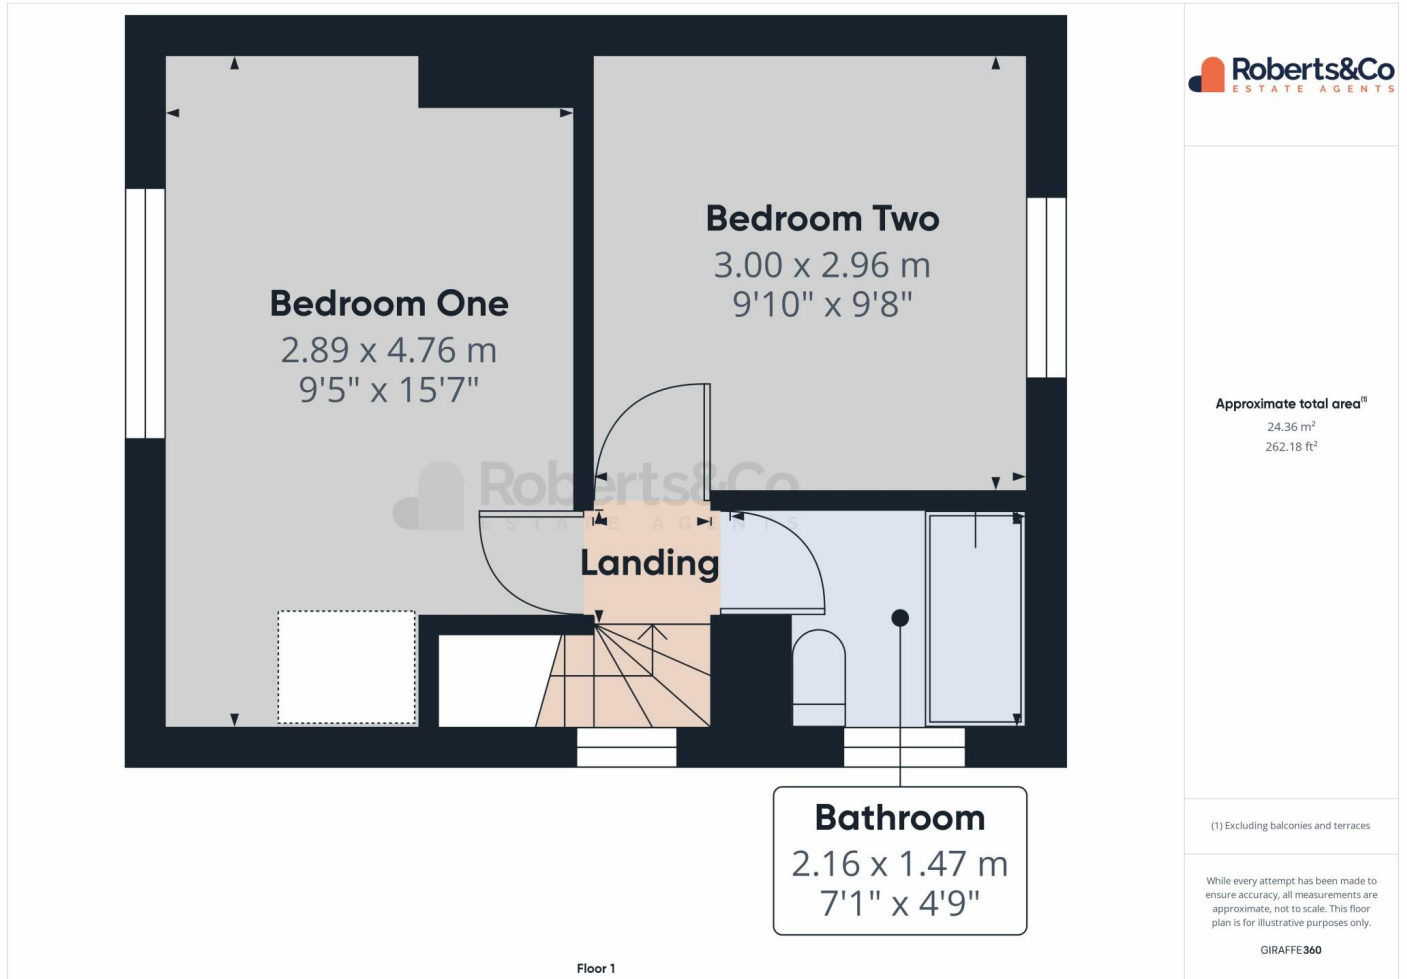 Bedroom One
2.89 x 4.76 m
9'5" x 15'7"
Bedroom Two
3.00 x 2.96 m
9'10" x 9'8"
Roberts&Co
ESTATE AGENTS
Landing
Bathroom
2.16 x 1.47 m
7'1" x 4'9"
Floor 1
Roberts&Co
ESTATE AGENTS
Approximate total area(1)
24.36 m²
262.18 ft²
(1) Excluding balconies and terraces
While every attempt has been made to
ensure accuracy, all measurements are
approximate, not to scale. This floor
plan is for illustrative purposes only.
GIRAFFE360